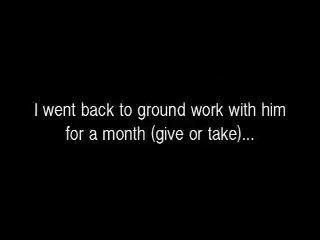 I went back to ground work with him
for a month (give or take)...